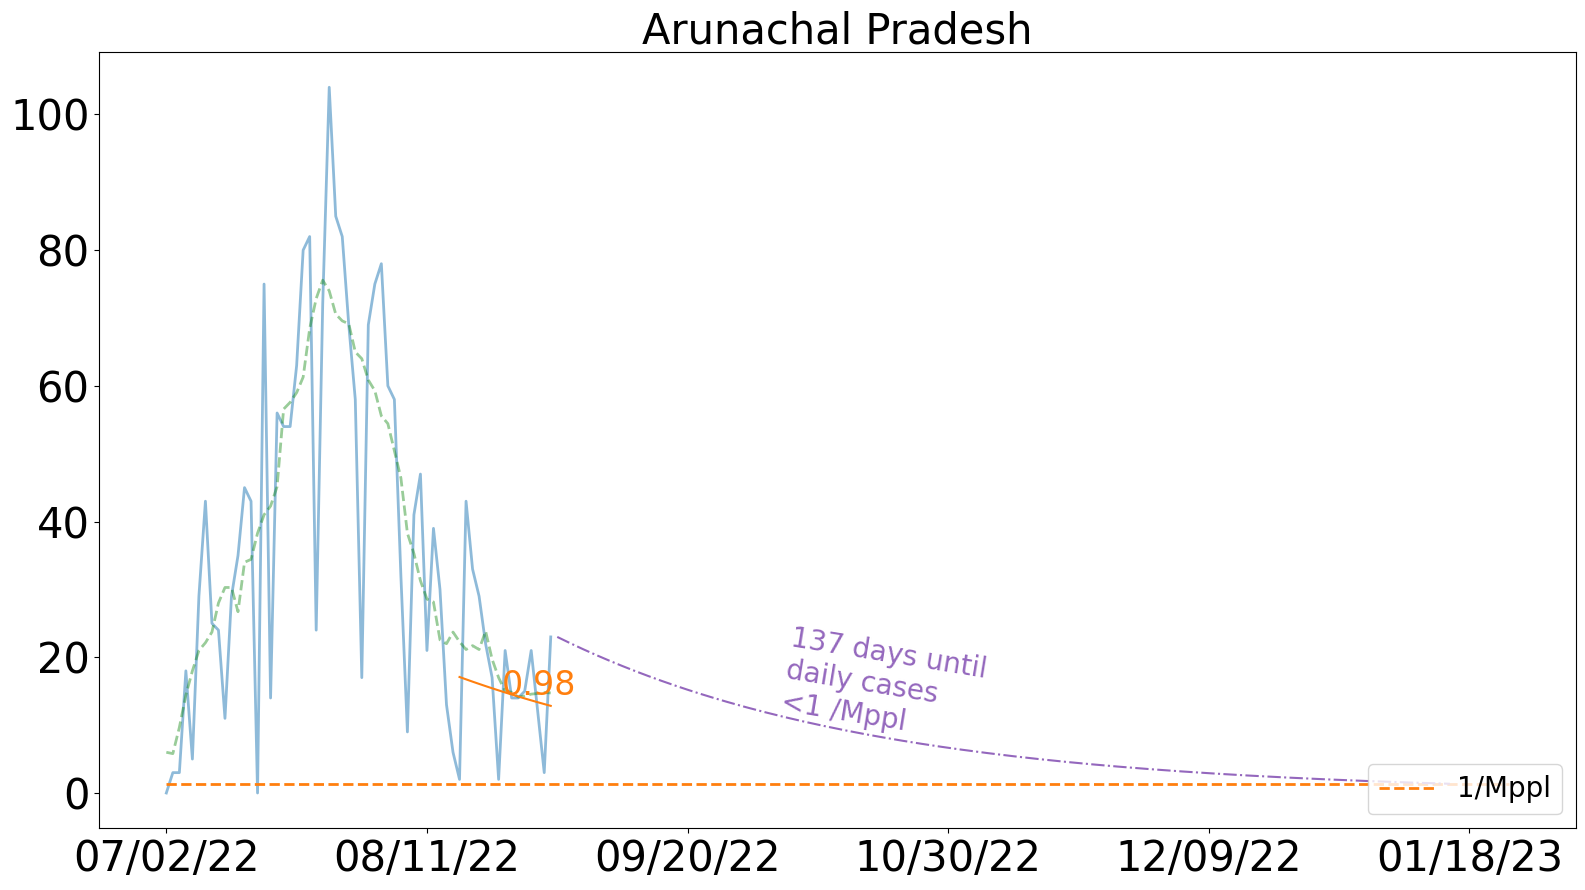 Arunachal Pradesh
100
80
60
40
20
0
0.98
137 days until
daily cases
<1 /Mppl
1/Mppl
07/02/22 08/11/22 09/20/22 10/30/22 12/09/22 01/18/23